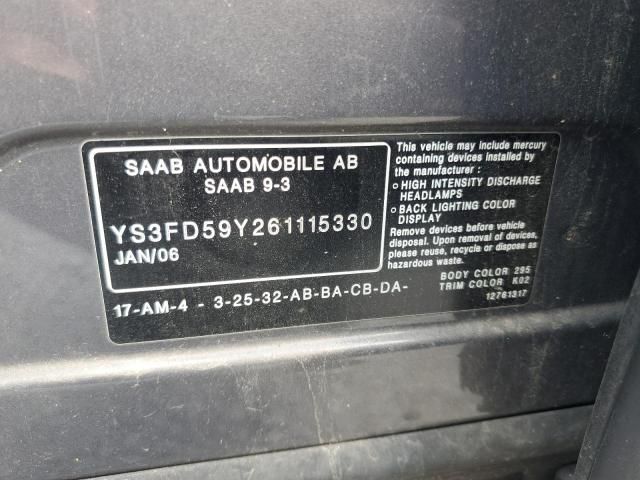 SAAB AUTOMOBILE AB
SAAB 9-3
YS3FD59Y261115330
JAN/06
17-AM-4 - 3-25-32-AB-BA-CB-DA-
This vehicle may include mercury
containing devices installed by
the manufacturer :
o HIGH INTENSITY DISCHARGE
HEADLAMPS
o BACK LIGHTING COLOR
DISPLAY
Remove devices before vehicle
disposal. Upon removal of devices,
please reuse, recycle or dispose as
hazardous waste.
BODY COLOR 295
TRIM COLOR K02
12761317